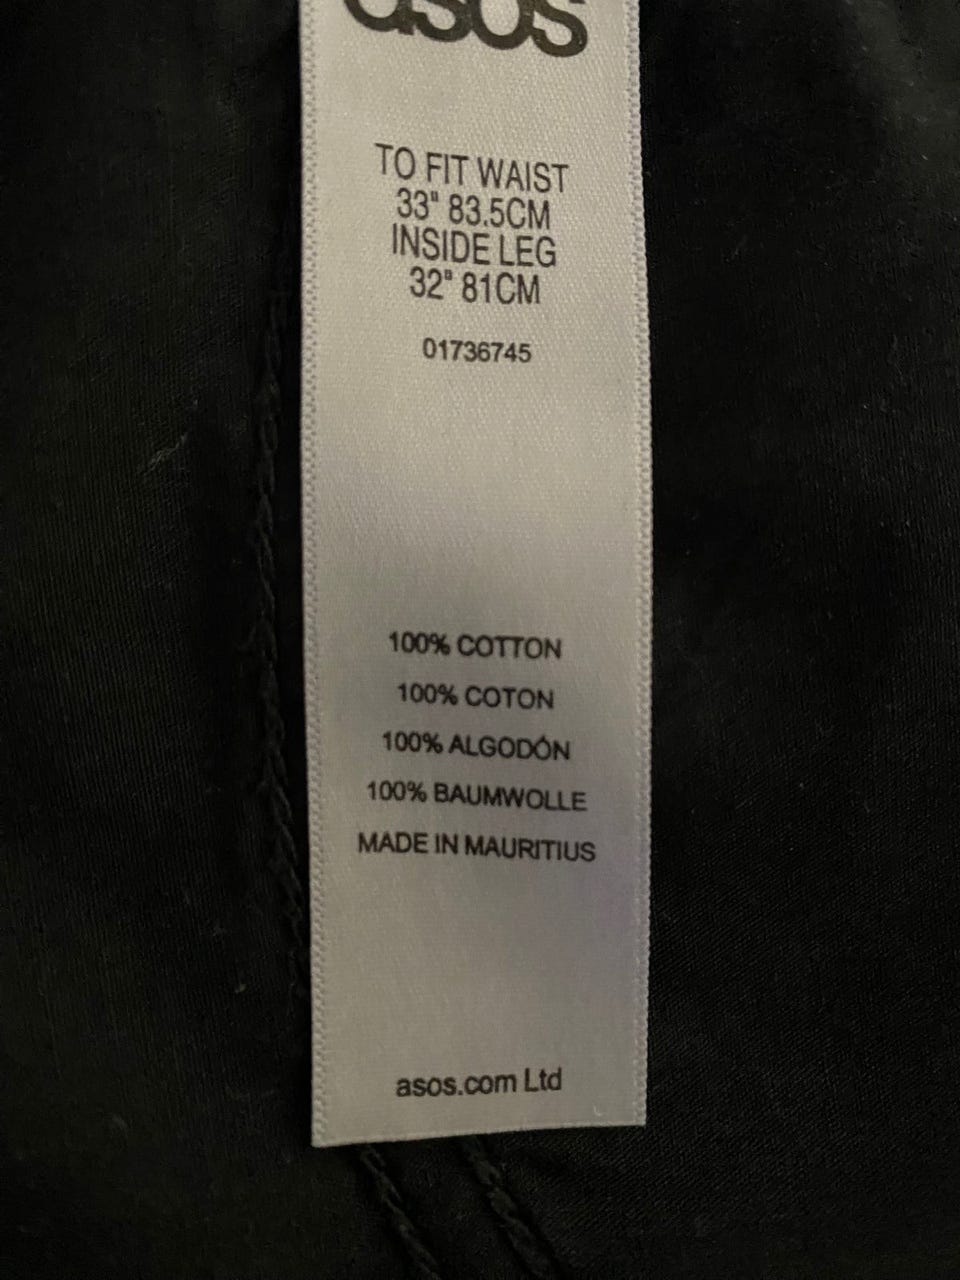 asos
TO FIT WAIST
33" 83.5CM
INSIDE LEG
32" 81CM
01736745
100% COTTON
100% COTON
100% ALGODÓN
100% BAUMWOLLE
MADE IN MAURITIUS
asos.com Ltd